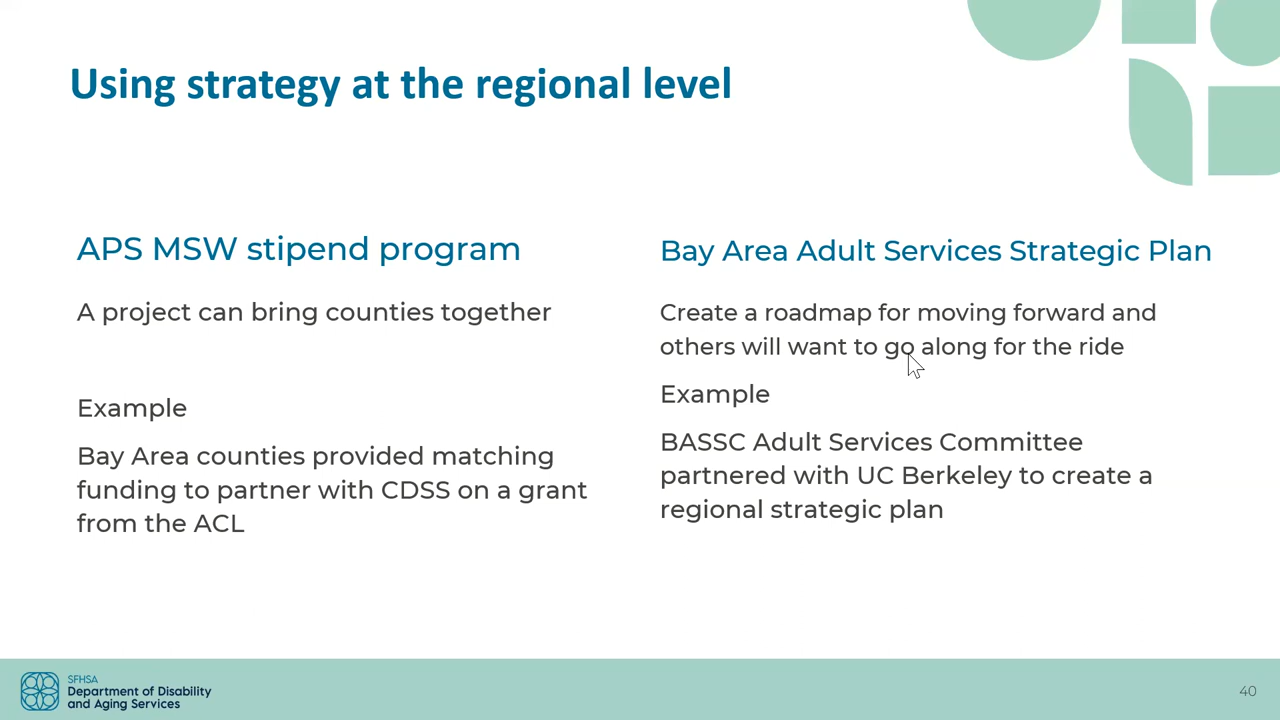 Using strategy at the regional level
APS MSW stipend program
A project can bring counties together
Example
Bay Area counties provided matching
funding to partner with CDSS on a grant
from the ACL
Bay Area Adult Services Strategic Plan
Create a roadmap for moving forward and
others will want to go along for the ride
Example
BASSC Adult Services Committee
partnered with UC Berkeley to create a
regional strategic plan
SFHSA
Department of Disability
and Aging Services
40